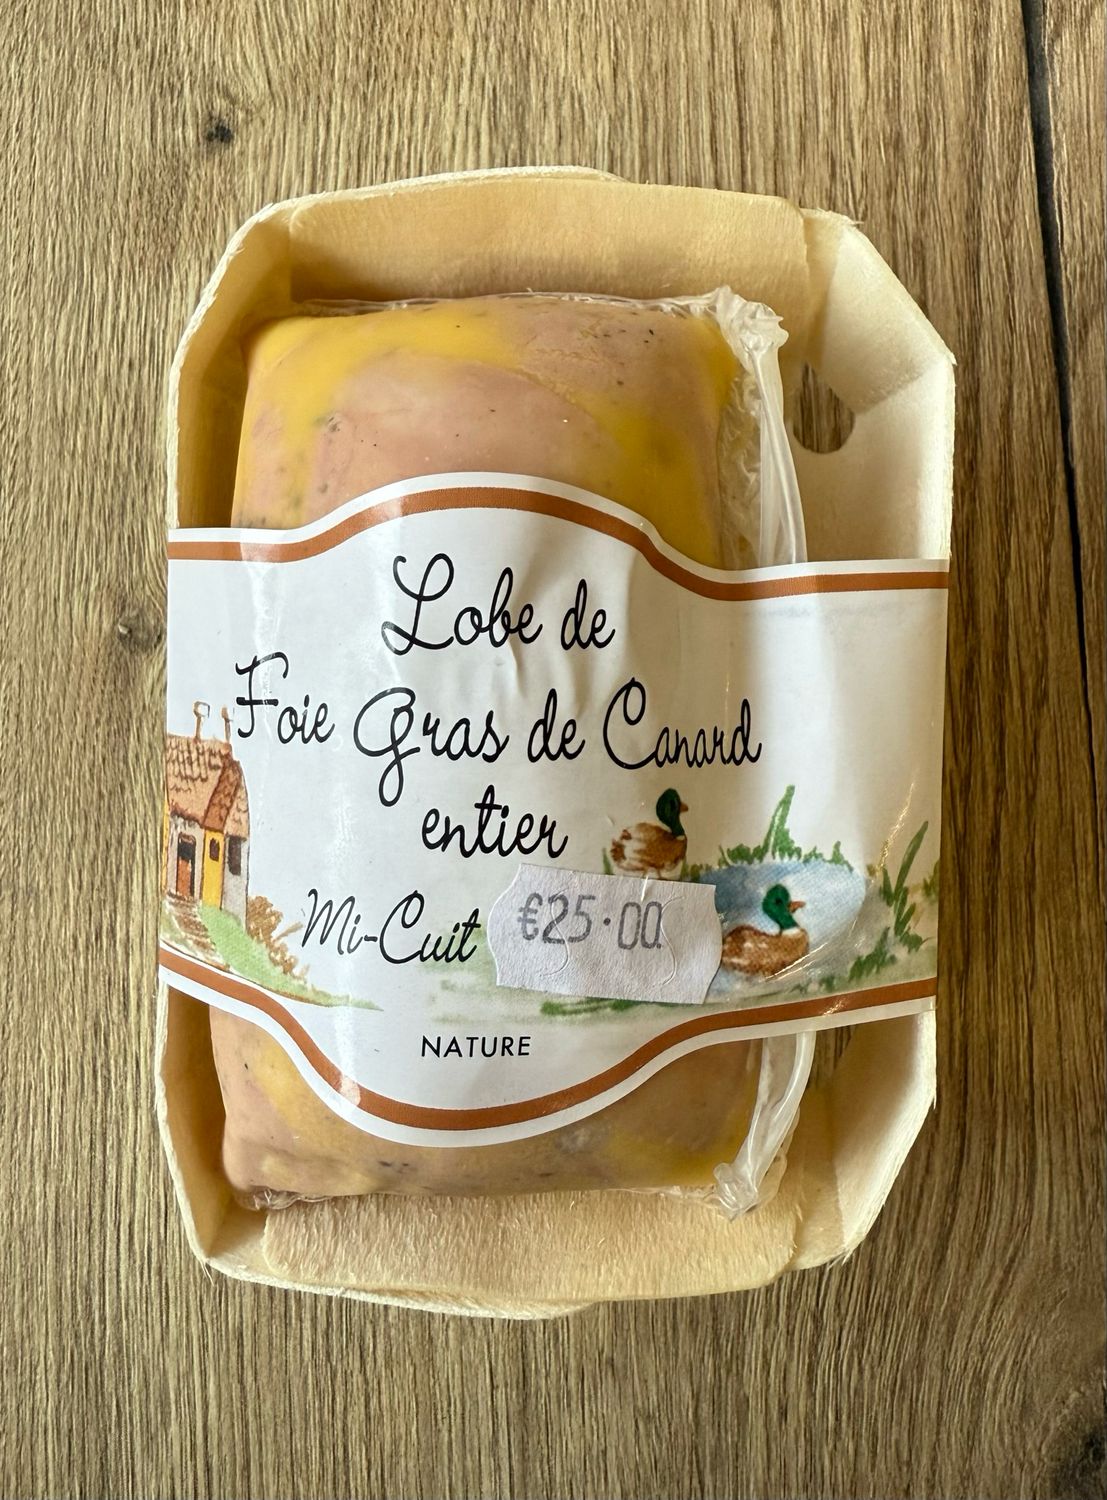 Lobe de
Foie Gras de Canard
entier
Mi-Cuit
€25.00
NATURE